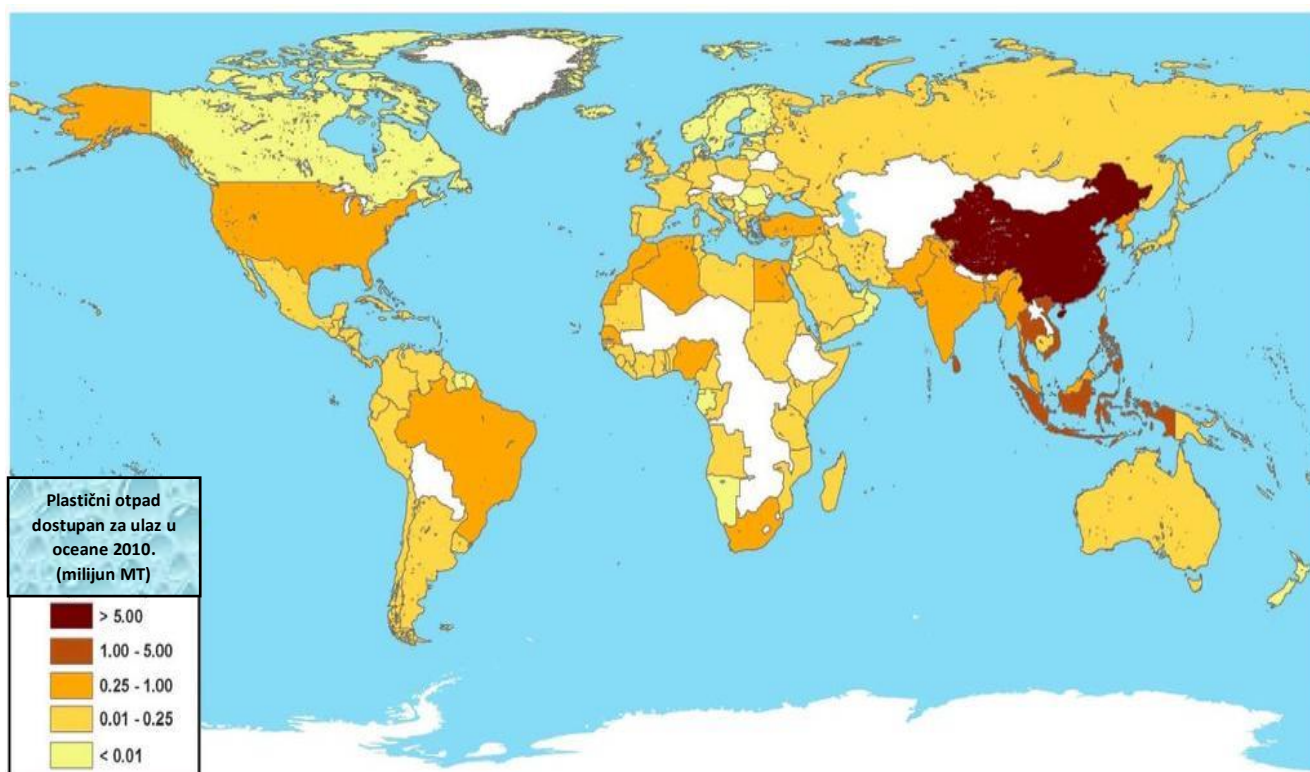 Plastični otpad
dostupan za ulaz u
oceane 2010.
(milijun MT)
> 5.00
1.00 - 5.00
0.25 - 1.00
0.01 - 0.25
< 0.01